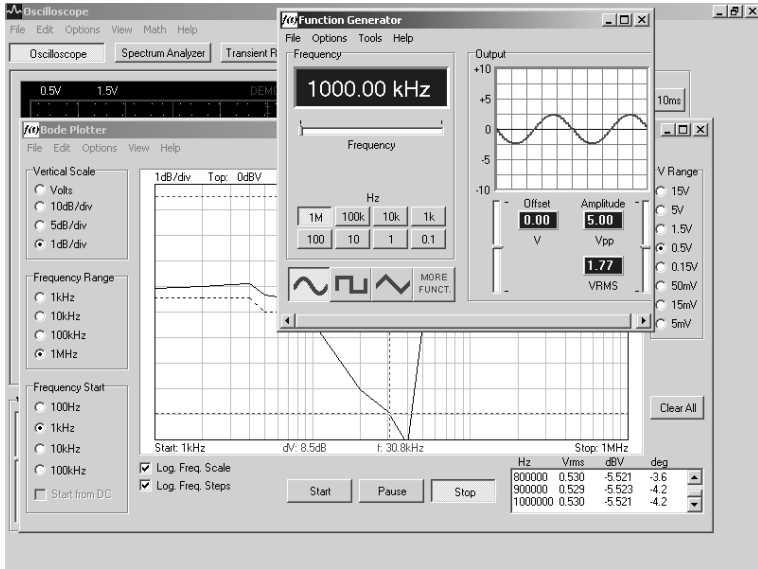 Oscilloscope
File Edit Options View Math Help
Oscilloscope Spectrum Analyzer Transient R
0.5V 1.5V DEMO
10ms
f(t) Function Generator
File Options Tools Help
Frequency
1000.00 kHz
Frequency
Hz
1M 100k 10k 1k
100 10 1 0.1
MORE FUNCT.
Output
+10
+5
0
-5
-10
Offset Amplitude
0.00 5.00
V Vpp
1.77
VRMS
f(t) Bode Plotter
File Edit Options View Help
Vertical Scale
Volts
10dB/div
5dB/div
1dB/div
Frequency Range
1kHz
10kHz
100kHz
1MHz
Frequency Start
100Hz
1kHz
10kHz
100kHz
Start from DC
1dB/div Top: 0dBV
Start: 1kHz dV: 8.5dB f: 30.8kHz Stop: 1MHz
Log. Freq. Scale
Log. Freq. Steps
Start Pause Stop
Hz Vrms dBV deg
800000 0.530 -5.521 -3.6
900000 0.529 -5.523 -4.2
1000000 0.530 -5.521 -4.2
V Range
15V
5V
1.5V
0.5V
0.15V
50mV
15mV
5mV
Clear All